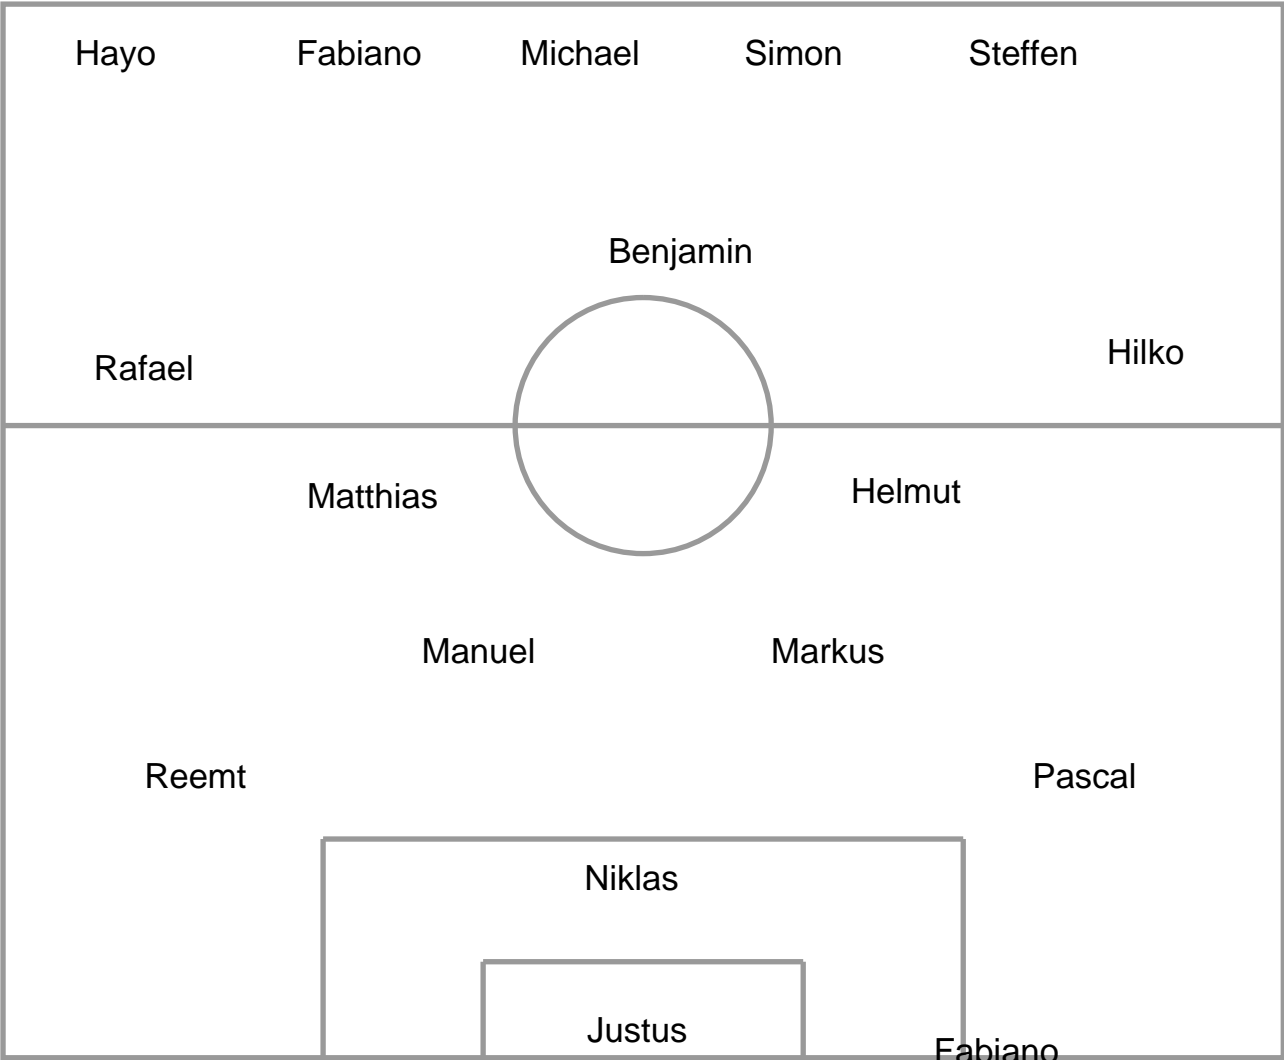 Hayo Fabiano Michael Simon Steffen
Benjamin
Hilko
Rafael
Matthias Helmut
Manuel Markus
Reemt Pascal
Niklas
Justus
Fabiano